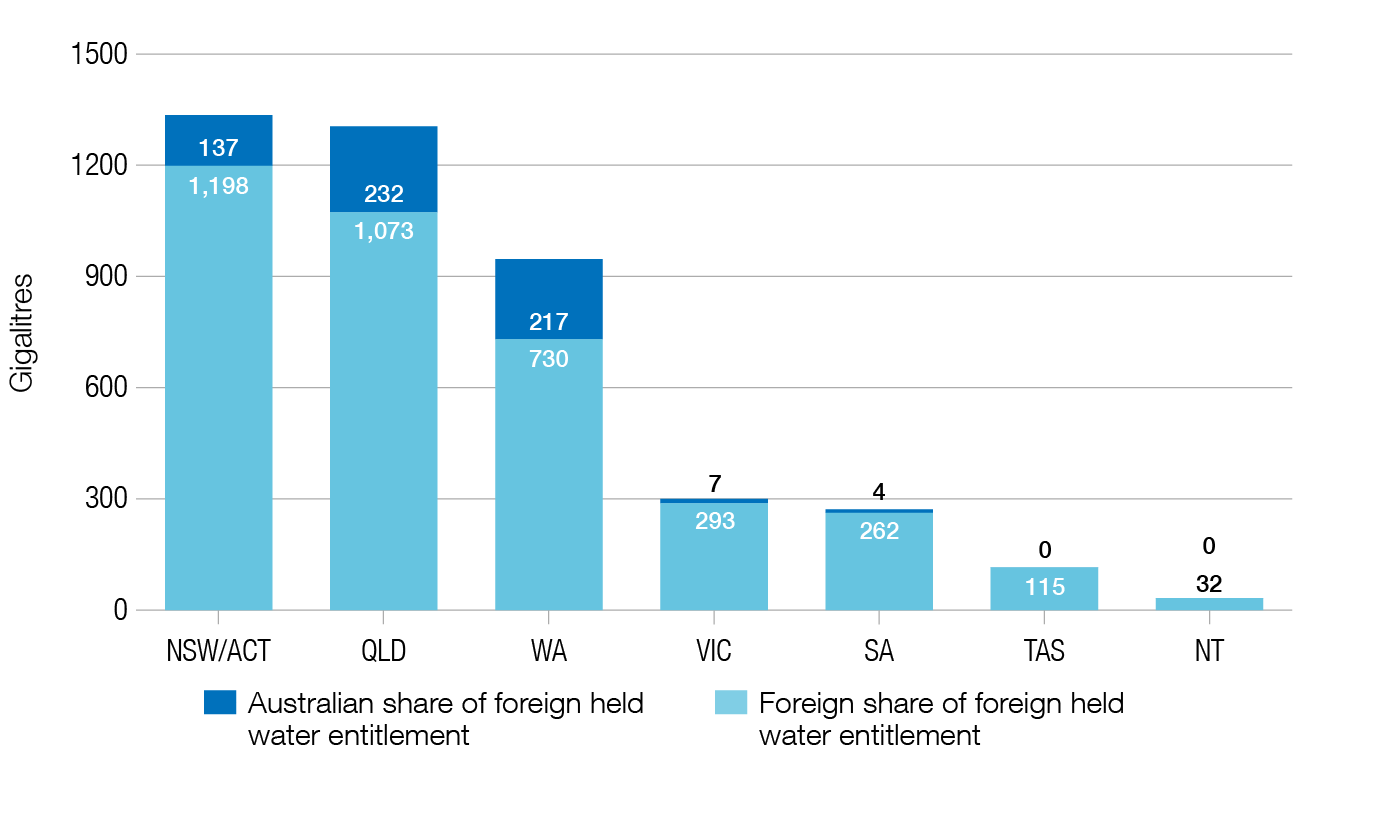 1500
1200
900
600
300
0
Gigalitres
137
1,198
232
1,073
217
730
7
293
4
262
0
115
0
32
NSW/ACT
QLD
WA
VIC
SA
TAS
NT
Australian share of foreign held
water entitlement
Foreign share of foreign held
water entitlement